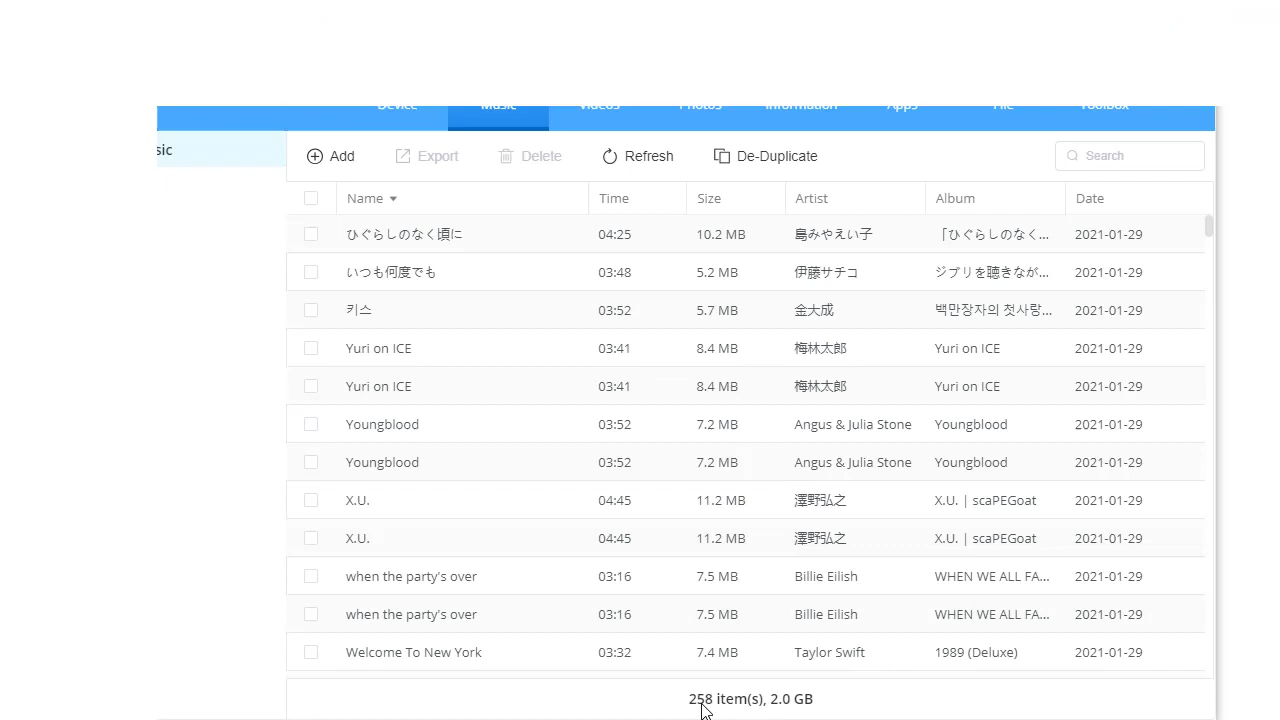 Device Music Videos Photos Information Apps File Toolbox
sic
Add Export Delete Refresh De-Duplicate Search
Name Time Size Artist Album Date
ひぐらしのなく頃に 04:25 10.2 MB 島みやえい子 「ひぐらしのなく... 2021-01-29
いつも何度でも 03:48 5.2 MB 伊藤サチコ ジブリを聴きなが... 2021-01-29
키스 03:52 5.7 MB 金大成 백만장자의 첫사랑... 2021-01-29
Yuri on ICE 03:41 8.4 MB 梅林太郎 Yuri on ICE 2021-01-29
Yuri on ICE 03:41 8.4 MB 梅林太郎 Yuri on ICE 2021-01-29
Youngblood 03:52 7.2 MB Angus & Julia Stone Youngblood 2021-01-29
Youngblood 03:52 7.2 MB Angus & Julia Stone Youngblood 2021-01-29
X.U. 04:45 11.2 MB 澤野弘之 X.U. | scaPEGoat 2021-01-29
X.U. 04:45 11.2 MB 澤野弘之 X.U. | scaPEGoat 2021-01-29
when the party's over 03:16 7.5 MB Billie Eilish WHEN WE ALL FA... 2021-01-29
when the party's over 03:16 7.5 MB Billie Eilish WHEN WE ALL FA... 2021-01-29
Welcome To New York 03:32 7.4 MB Taylor Swift 1989 (Deluxe) 2021-01-29
258 item(s), 2.0 GB